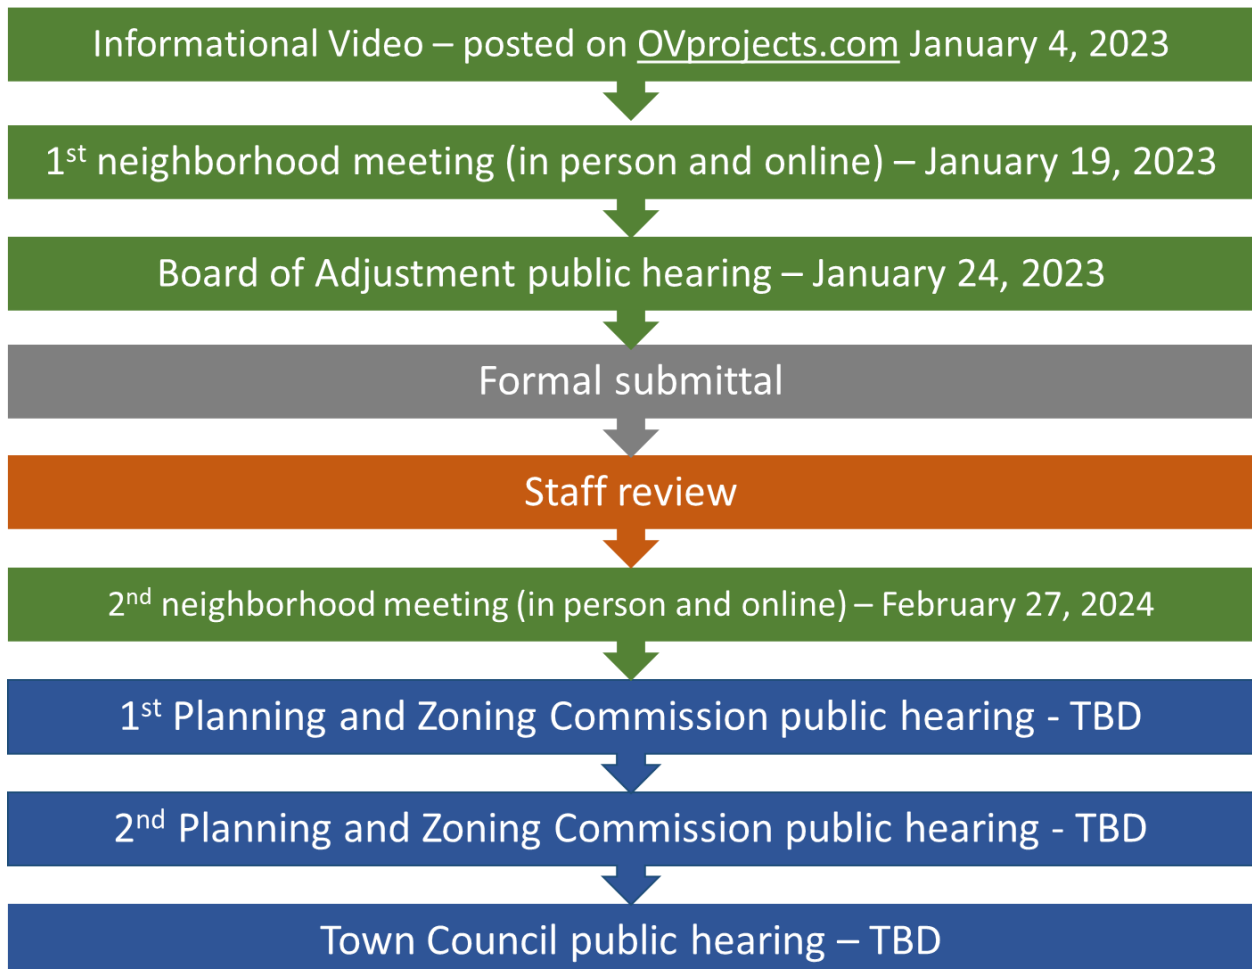 Informational Video – posted on OVprojects.com January 4, 2023
1st neighborhood meeting (in person and online) – January 19, 2023
Board of Adjustment public hearing – January 24, 2023
Formal submittal
Staff review
2nd neighborhood meeting (in person and online) – February 27, 2024
1st Planning and Zoning Commission public hearing - TBD
2nd Planning and Zoning Commission public hearing - TBD
Town Council public hearing – TBD